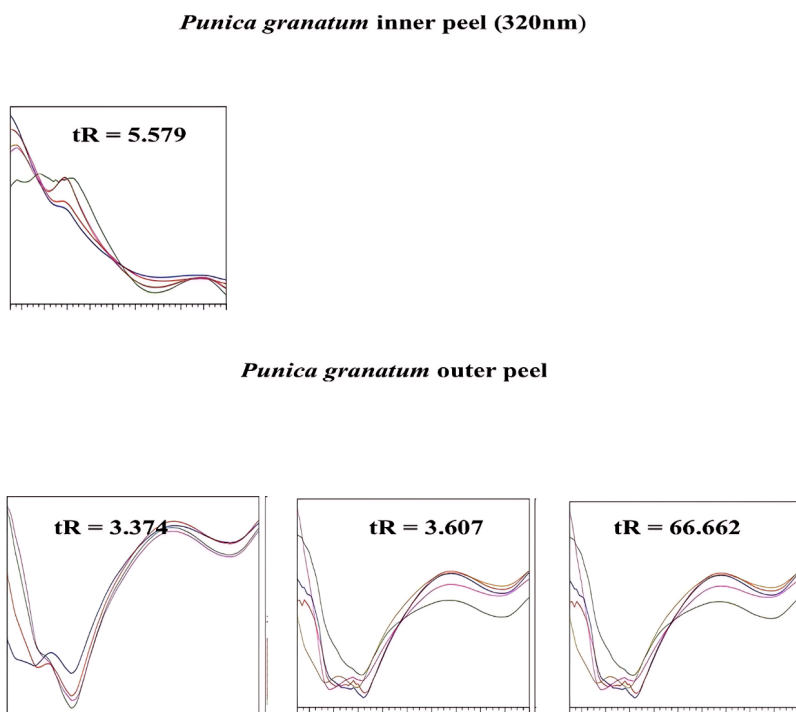 Punica granatum inner peel (320nm)
tR = 5.579
Punica granatum outer peel
tR = 3.374
tR = 3.607
tR = 66.662